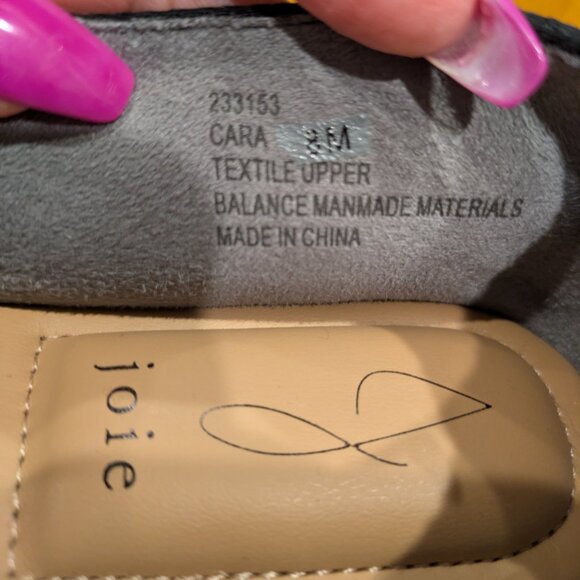 233153
CARA 8M
TEXTILE UPPER
BALANCE MANMADE MATERIALS
MADE IN CHINA
joie